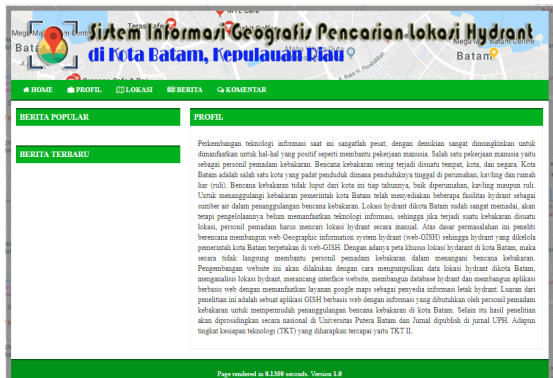 Sistem Informasi Geografis Pencarian Lokasi Hydrant
di Kota Batam, Kepulauan Riau
HOME PROFIL LOKASI BERITA KOMENTAR
BERITA POPULAR
BERITA TERBARU
PROFIL
Perkembangan teknologi informasi saat ini sangatlah pesat, dengan demikian sangat dimungkinkan untuk
dimanfaatkan untuk hal-hal yang positif seperti membantu pekerjaan manusia. Salah satu pekerjaan manusia yaitu
sebagai personil pemadam kebakaran. Bencana kebakaran sering terjadi disuatu tempat, kota, dan negara. Kota
Batam adalah salah satu kota yang padat penduduk dimana penduduknya tinggal di perumahan, kavling dan rumah
liar (ruli). Bencana kebakaran tidak luput dari kota ini tiap tahunnya, baik diperumahan, kavling maupun ruli.
Untuk menanggulangi kebakaran pemerintah kota Batam telah menyediakan beberapa fasilitas hydrant sebagai
sumber air dalam penanggulangan bencana kebakaran. Lokasi hydrant dikota Batam sudah sangat memadai, akan
tetapi pengelolaannya belum memanfaatkan teknologi informasi, sehingga jika terjadi suatu kebakaran disuatu
lokasi, personil pemadam harus mencari lokasi hydrant secara manual. Atas dasar permasalahan ini peneliti
berencana membangun web Geographic information system hydrant (web-GISH) sehingga hydrant yang dikelola
pemerintah kota Batam terpetakan di web-GISH. Dengan adanya peta khusus lokasi hydrant di kota Batam, maka
secara tidak langsung membantu personil pemadam kebakaran dalam menangani bencana kebakaran.
Pengembangan website ini akan dilakukan dengan cara mengumpulkan data lokasi hydrant dikota Batam,
menganalisis lokasi hydrant, merancang interface website, membangun database hydrant dan membangun aplikasi
berbasis web dengan memanfaatkan layanan google maps sebagai penyedia informasi letak hydrant. Luaran dari
penelitian ini adalah sebuat aplikasi GISH berbasis web dengan informasi yang dibutuhkan oleh personil pemadam
kebakaran untuk mempermudah penanggulangan bencana kebakaran di kota Batam. Selain itu hasil penelitian
akan diprosidingkan secara nasional di Universitas Putera Batam dan Jurnal dipublish di jurnal UPH. Adapun
tingkat kesiapan teknologi (TKT) yang diharapkan tercapai yaitu TKT II.
Page rendered in 0.1350 seconds. Version 1.0